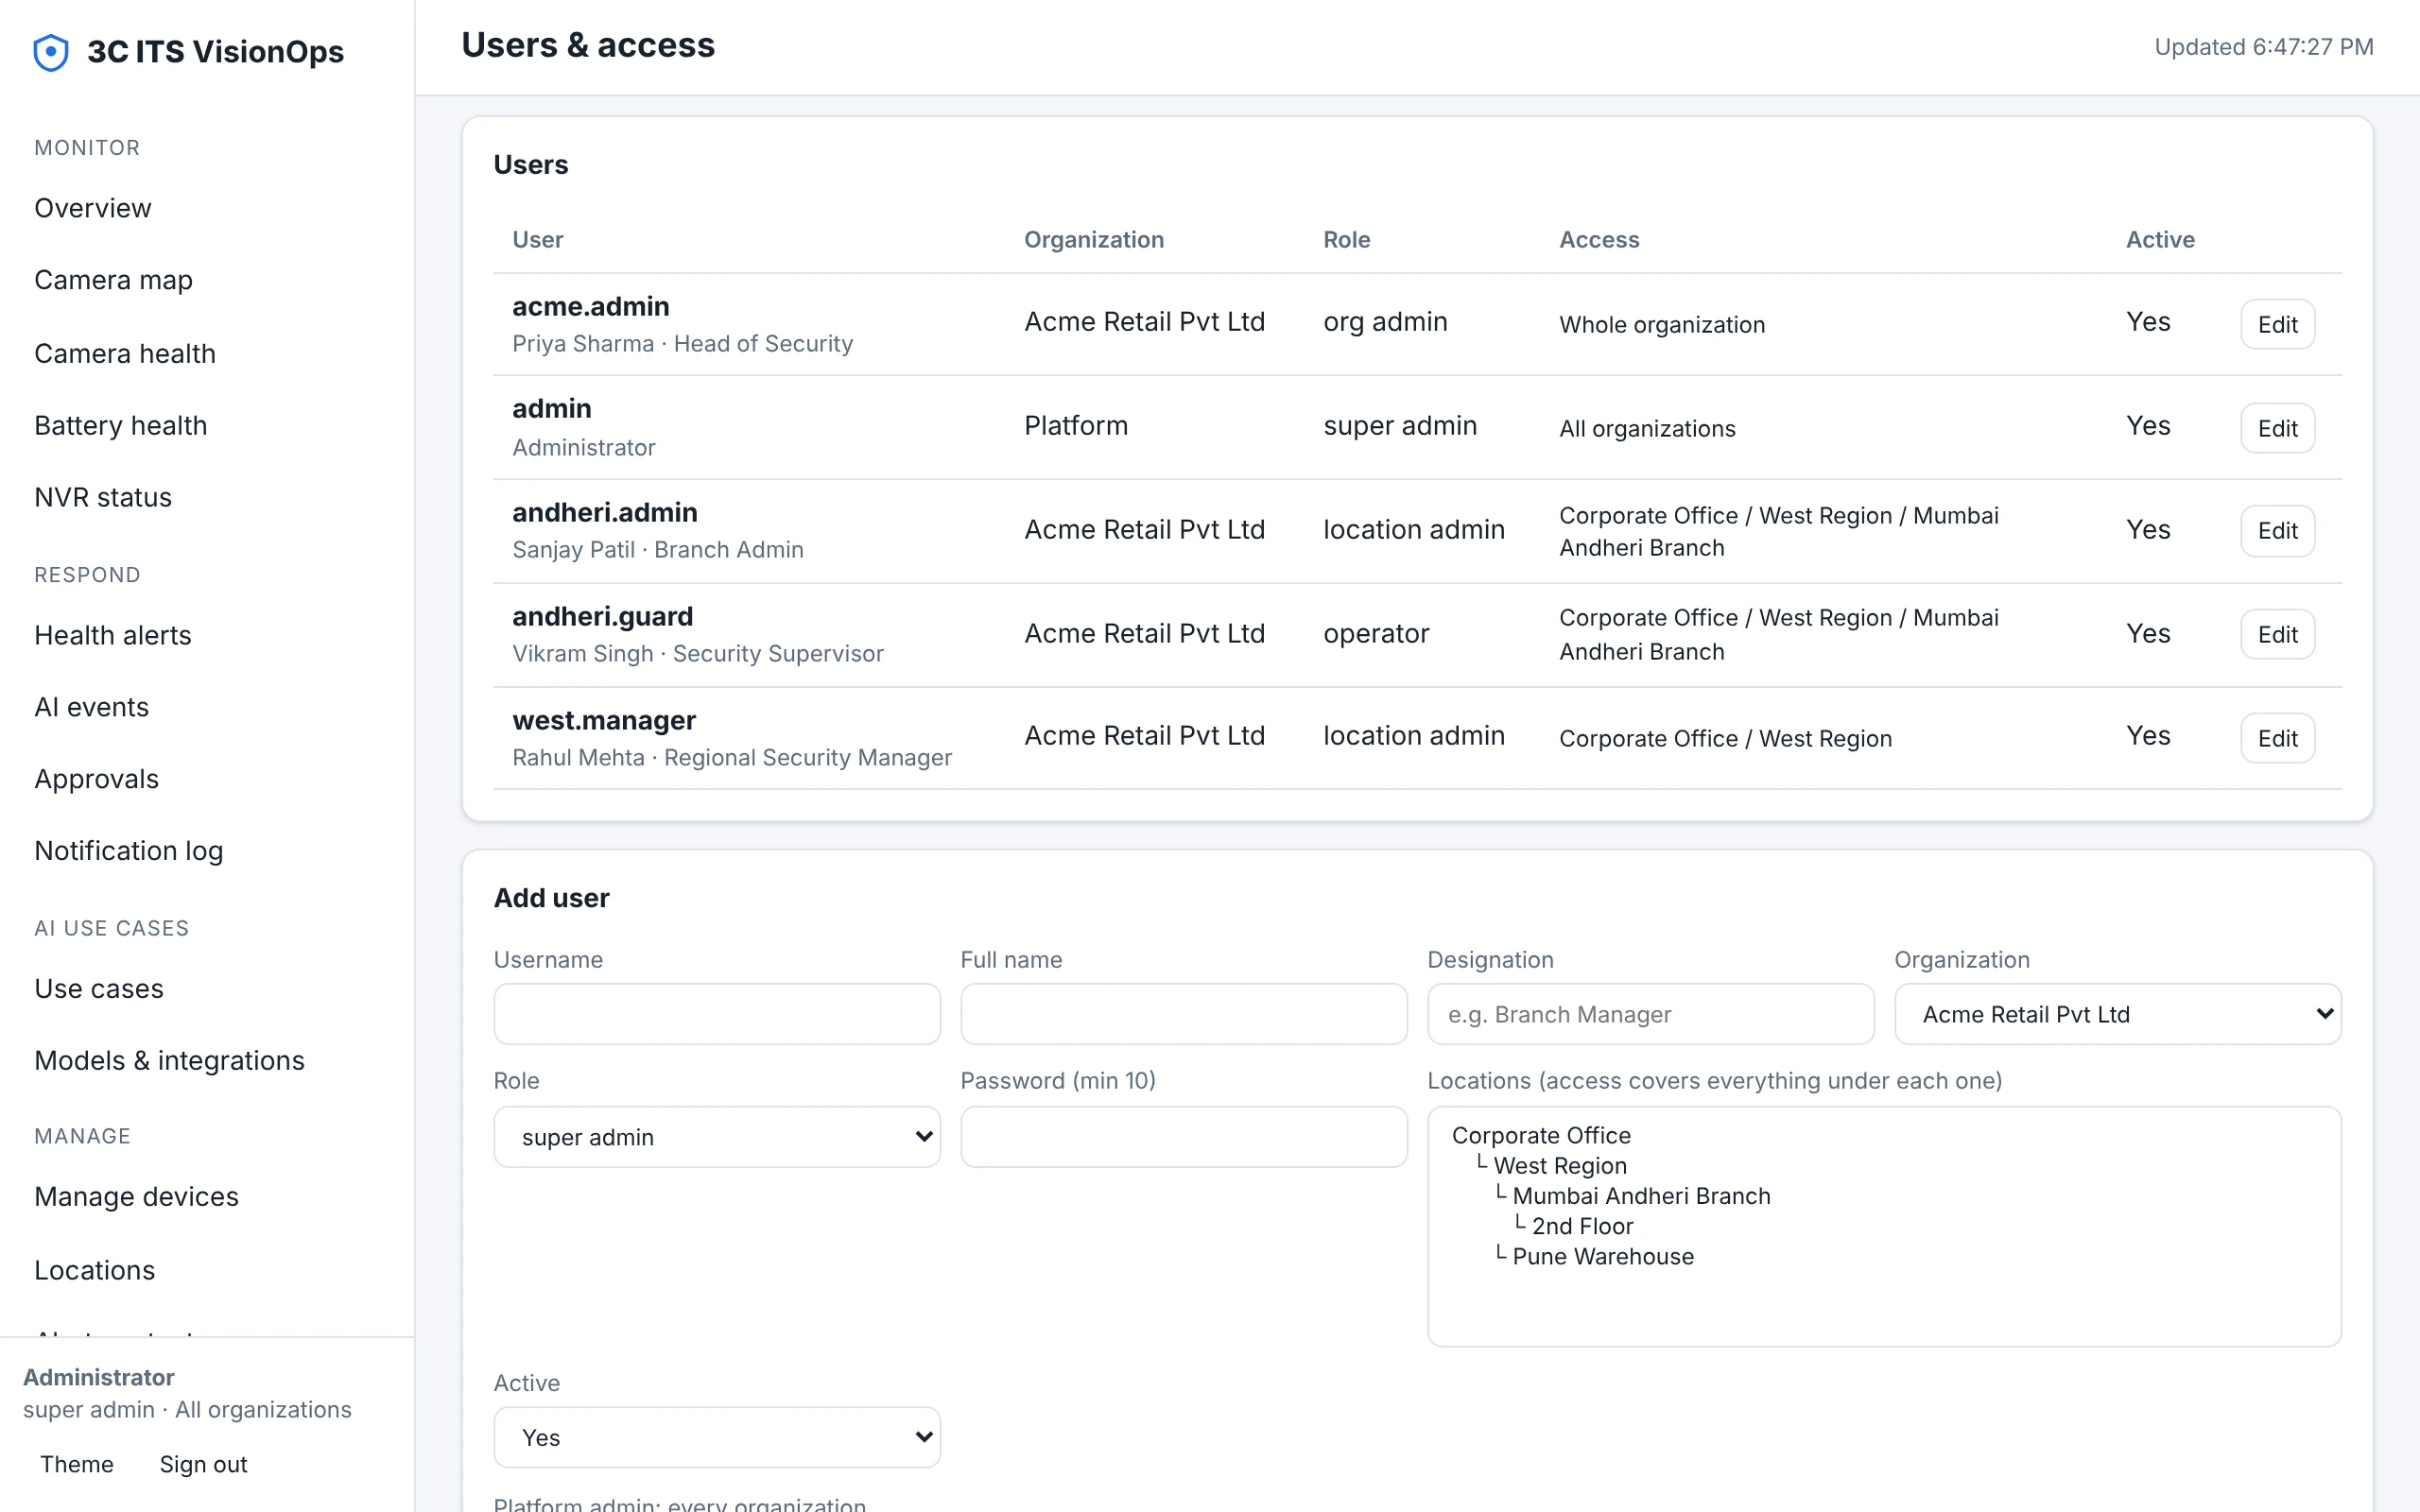 3C ITS VisionOps
MONITOR
Overview
Camera map
Camera health
Battery health
NVR status
RESPOND
Health alerts
AI events
Approvals
Notification log
AI USE CASES
Use cases
Models & integrations
MANAGE
Manage devices
Locations
Administrator
super admin · All organizations
Theme Sign out
Users & access
Updated 6:47:27 PM
Users
User Organization Role Access Active
acme.admin
Priya Sharma · Head of Security
Acme Retail Pvt Ltd org admin Whole organization Yes Edit
admin
Administrator
Platform super admin All organizations Yes Edit
andheri.admin
Sanjay Patil · Branch Admin
Acme Retail Pvt Ltd location admin
Corporate Office / West Region / Mumbai
Andheri Branch
Yes Edit
andheri.guard
Vikram Singh · Security Supervisor
Acme Retail Pvt Ltd operator
Corporate Office / West Region / Mumbai
Andheri Branch
Yes Edit
west.manager
Rahul Mehta · Regional Security Manager
Acme Retail Pvt Ltd location admin Corporate Office / West Region Yes Edit
Add user
Username Full name Designation Organization
e.g. Branch Manager Acme Retail Pvt Ltd
Role Password (min 10) Locations (access covers everything under each one)
super admin
Corporate Office
└ West Region
└ Mumbai Andheri Branch
└ 2nd Floor
└ Pune Warehouse
Active
Yes
Platform admin: every organization